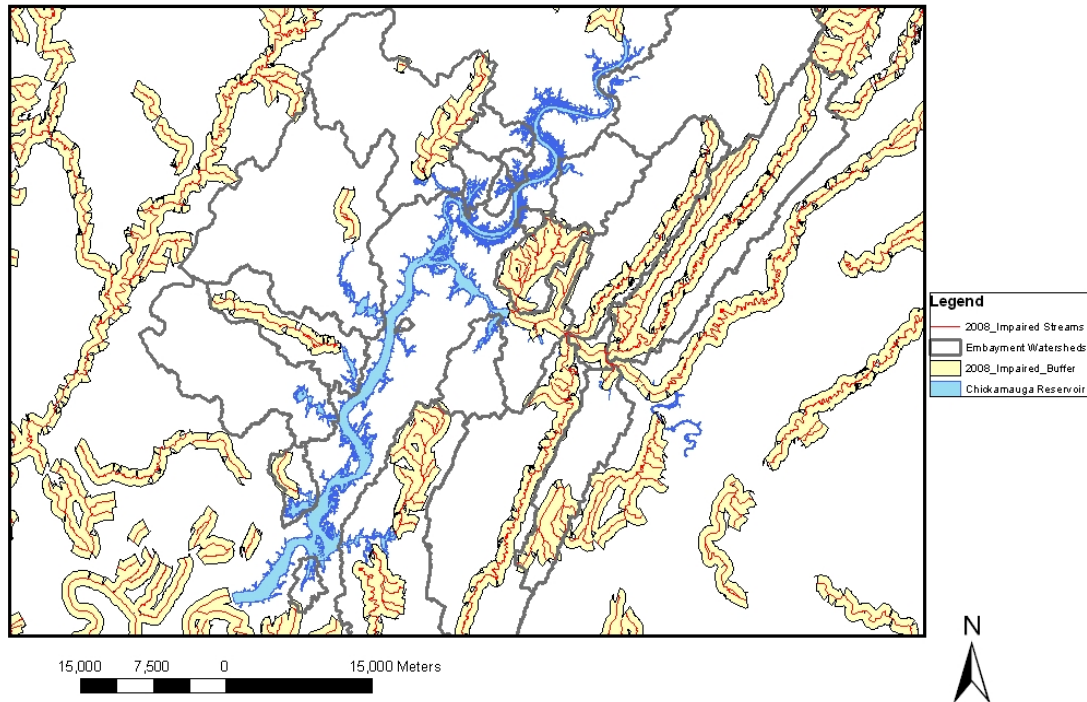 Legend
2008_Impaired Streams
Embayment Watersheds
2008_Impaired_Buffer
Chickamauga Reservoir
N
15,000 7,500 0 15,000 Meters